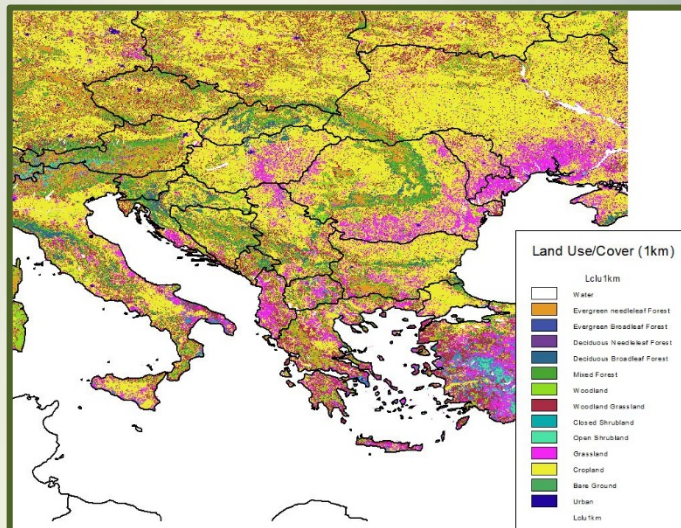 Land Use/Cover (1km)
Lclu1km
Water
Evergreen needleleaf Forest
Evergreen Broadleaf Forest
Deciduous Needleleaf Forest
Deciduous Broadleaf Forest
Mixed Forest
Woodland
Woodland Grassland
Closed Shrubland
Open Shrubland
Grassland
Cropland
Bare Ground
Urban
Lclu1km